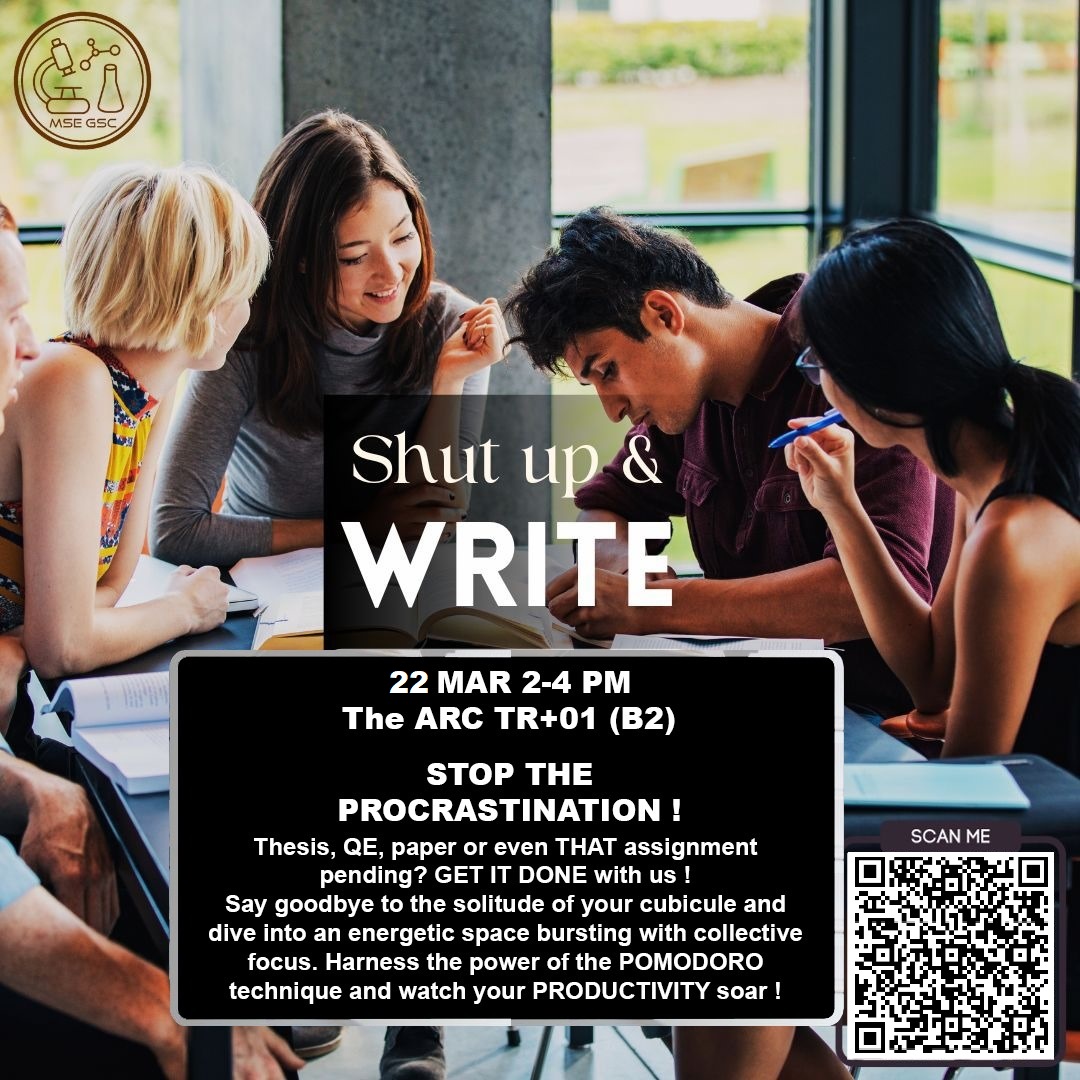 MSE GSC
Shut up &
WRITE
22 MAR 2-4 PM
The ARC TR+01 (B2)
STOP THE
PROCRASTINATION !
Thesis, QE, paper or even THAT assignment
pending? GET IT DONE with us !
Say goodbye to the solitude of your cubicule and
dive into an energetic space bursting with collective
focus. Harness the power of the POMODORO
technique and watch your PRODUCTIVITY soar !
SCAN ME